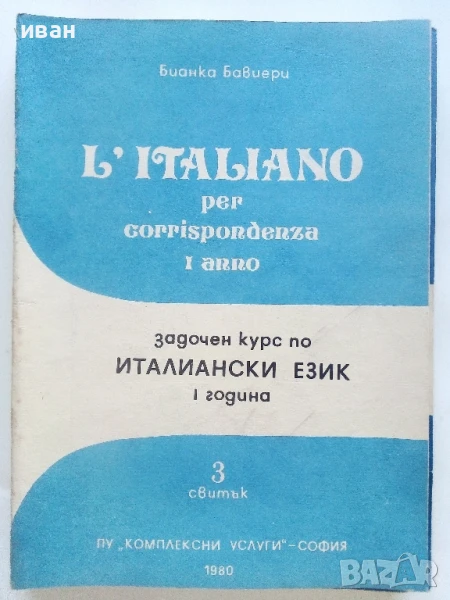 иван
Бианка Бавиери
L'ITALIANO
per
corrispondenza
I anno
задочен курс по
ИТАЛИАНСКИ ЕЗИК
I година
3
свитък
ПУ „КОМПЛЕКСНИ УСЛУГИ“ – СОФИЯ
1980
BAZAR